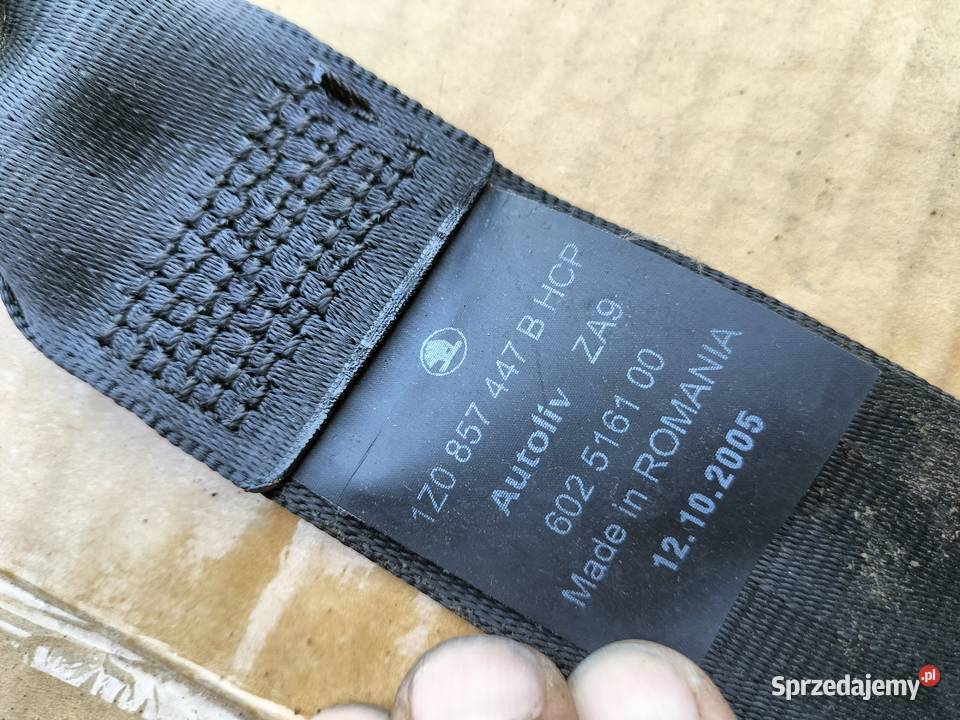 1Z0 857 447 B HCP
Autoliv ZA9
602 5161 00
Made in ROMANIA
12.10.2005
Sprzedajemy.pl